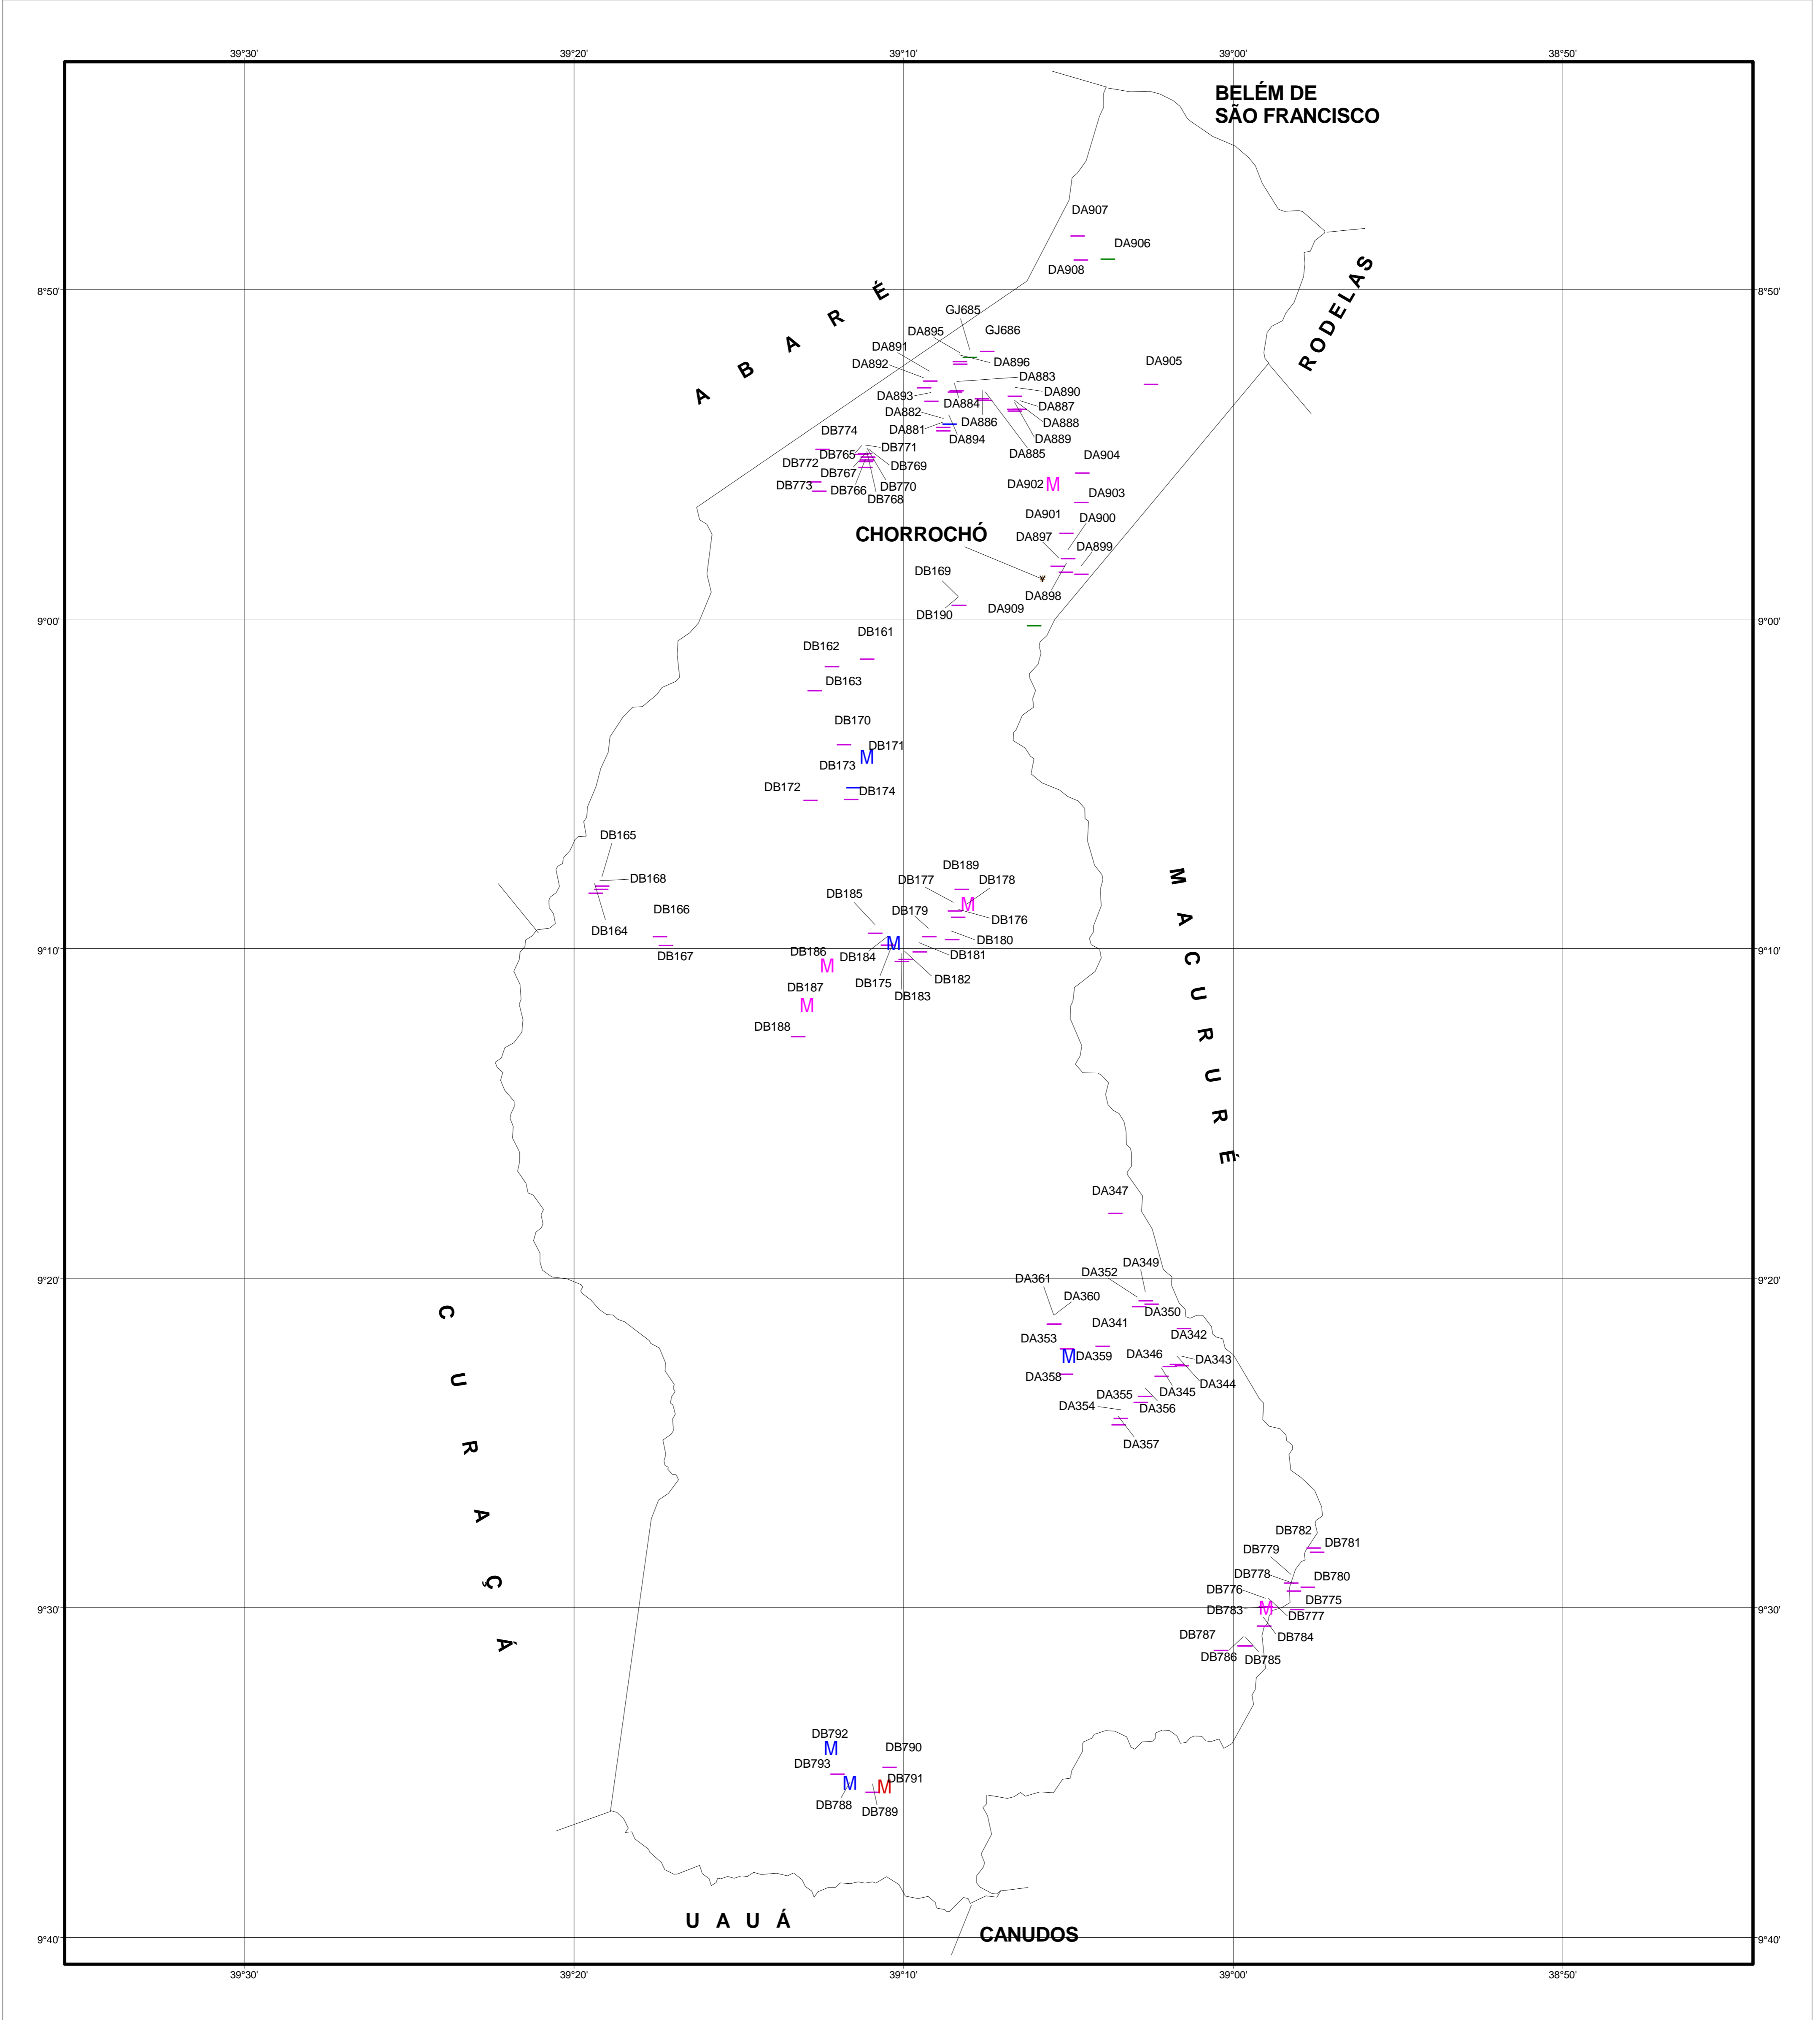 39°30'
39°20'
39°10'
39°00'
38°50'
BELÉM DE
SÃO FRANCISCO
DA907
DA906
DA908
RODELAS
ABARÉ
8°50'
8°50'
GJ685
DA895
GJ686
DA891
DA896
DA892
DA905
DA883
DA893
DA890
DA884
DA887
DA882
DA886
DA888
DA881
DA894
DA889
DB774
DB771
DA885
DB765
DA904
DB772
DB769
DB767
DB773
DB766
DB770
DB768
DA902
M
DA903
DA901
DA900
CHORROCHÓ
DA897
DA899
DB169
DA898
DB190
DA909
9°00'
9°00'
DB161
DB162
DB163
DB170
DB171
M
DB173
DB172
DB174
DB165
DB168
DB166
DB164
DB167
DB189
DB177
DB178
M
DB185
DB179
DB176
DB180
MACURURÉ
9°10'
9°10'
M
DB186
DB184
DB181
M
DB175
DB182
DB187
DB183
M
DB188
DA347
9°20'
9°20'
DA349
DA352
DA361
DA360
DA350
DA341
DA342
DA353
M
DA359
DA346
DA343
DA358
DA344
DA345
DA355
DA354
DA356
DA357
CURAÇÁ
DB782
DB781
DB779
DB778
DB780
DB776
DB775
9°30'
9°30'
DB783
M
DB777
DB787
DB784
DB786
DB785
DB792
M
DB790
DB793
M
M
DB791
DB788
DB789
UAUÁ
CANUDOS
9°40'
9°40'
39°30'
39°20'
39°10'
39°00'
38°50'